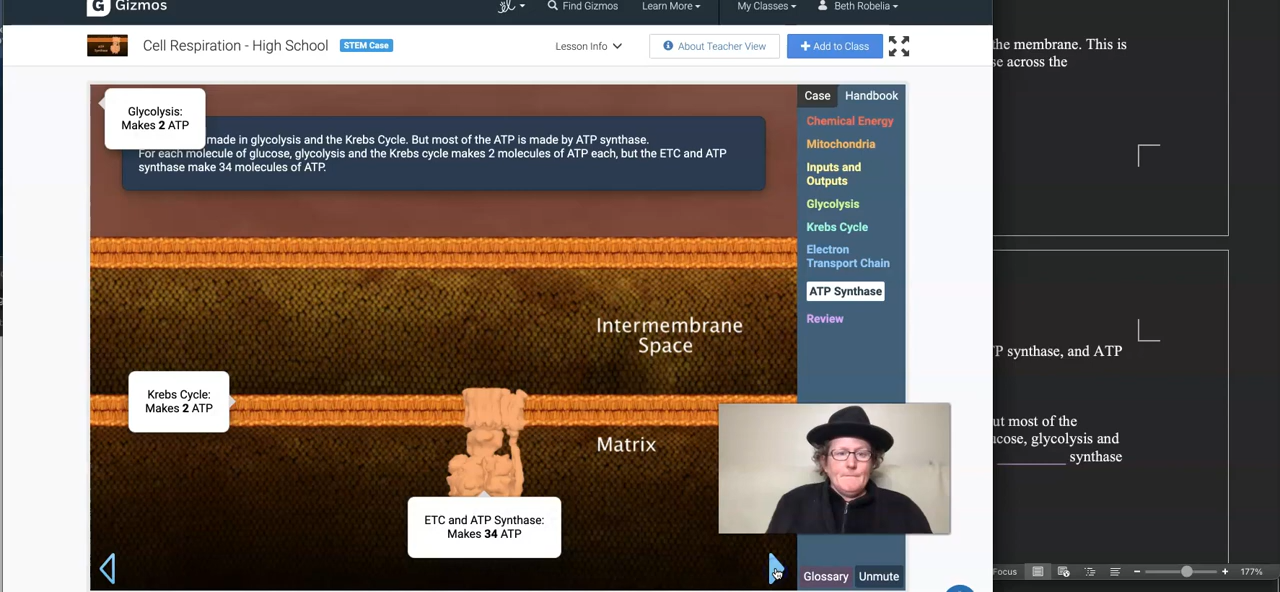 G Gizmos
Find Gizmos
Learn More
My Classes
Beth Robelia
Cell Respiration - High School
STEM Case
Lesson Info
About Teacher View
+ Add to Class
Glycolysis:
Makes 2 ATP
made in glycolysis and the Krebs Cycle. But most of the ATP is made by ATP synthase.
For each molecule of glucose, glycolysis and the Krebs cycle makes 2 molecules of ATP each, but the ETC and ATP
synthase make 34 molecules of ATP.
Intermembrane
Space
Krebs Cycle:
Makes 2 ATP
Matrix
ETC and ATP Synthase:
Makes 34 ATP
Case
Handbook
Chemical Energy
Mitochondria
Inputs and
Outputs
Glycolysis
Krebs Cycle
Electron
Transport Chain
ATP Synthase
Review
Glossary
Unmute
the membrane. This is
se across the
P synthase, and ATP
ut most of the
ucose, glycolysis and
synthase
Focus
177%